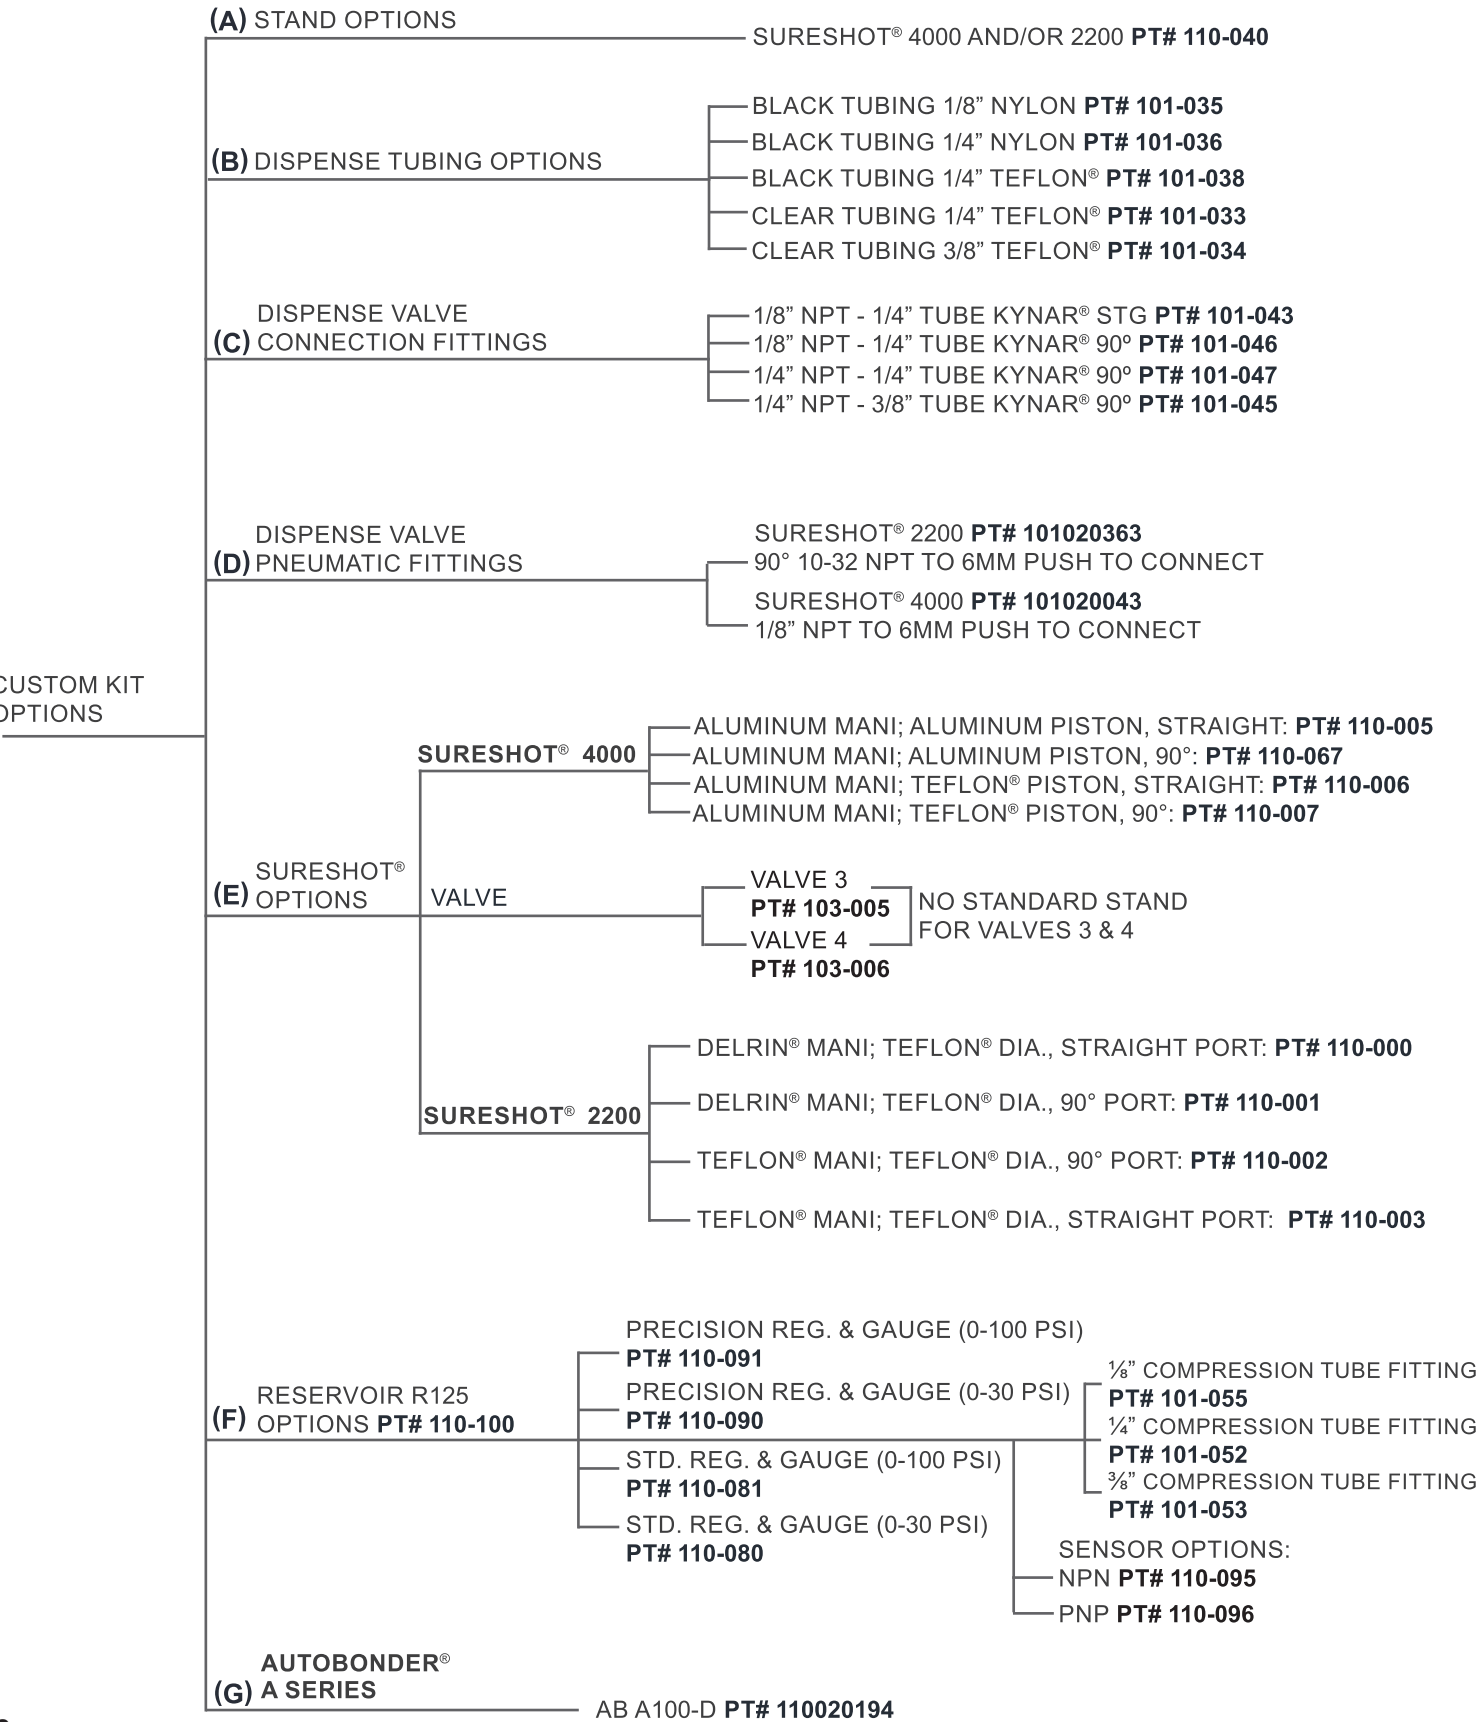 (A) STAND OPTIONS
SURESHOT® 4000 AND/OR 2200 PT# 110-040
(B) DISPENSE TUBING OPTIONS
BLACK TUBING 1/8” NYLON PT# 101-035
BLACK TUBING 1/4” NYLON PT# 101-036
BLACK TUBING 1/4” TEFLON® PT# 101-038
CLEAR TUBING 1/4” TEFLON® PT# 101-033
CLEAR TUBING 3/8” TEFLON® PT# 101-034
DISPENSE VALVE
(C) CONNECTION FITTINGS
1/8” NPT - 1/4” TUBE KYNAR® STG PT# 101-043
1/8” NPT - 1/4” TUBE KYNAR® 90º PT# 101-046
1/4” NPT - 1/4” TUBE KYNAR® 90º PT# 101-047
1/4” NPT - 3/8” TUBE KYNAR® 90º PT# 101-045
DISPENSE VALVE
(D) PNEUMATIC FITTINGS
SURESHOT® 2200 PT# 101020363
90° 10-32 NPT TO 6MM PUSH TO CONNECT
SURESHOT® 4000 PT# 101020043
1/8” NPT TO 6MM PUSH TO CONNECT
CUSTOM KIT
OPTIONS
SURESHOT®
(E) OPTIONS
SURESHOT® 4000
ALUMINUM MANI; ALUMINUM PISTON, STRAIGHT: PT# 110-005
ALUMINUM MANI; ALUMINUM PISTON, 90°: PT# 110-067
ALUMINUM MANI; TEFLON® PISTON, STRAIGHT: PT# 110-006
ALUMINUM MANI; TEFLON® PISTON, 90°: PT# 110-007
VALVE
VALVE 3
PT# 103-005
VALVE 4
PT# 103-006
NO STANDARD STAND
FOR VALVES 3 & 4
SURESHOT® 2200
DELRIN® MANI; TEFLON® DIA., STRAIGHT PORT: PT# 110-000
DELRIN® MANI; TEFLON® DIA., 90° PORT: PT# 110-001
TEFLON® MANI; TEFLON® DIA., 90° PORT: PT# 110-002
TEFLON® MANI; TEFLON® DIA., STRAIGHT PORT: PT# 110-003
RESERVOIR R125
(F) OPTIONS PT# 110-100
PRECISION REG. & GAUGE (0-100 PSI)
PT# 110-091
PRECISION REG. & GAUGE (0-30 PSI)
PT# 110-090
STD. REG. & GAUGE (0-100 PSI)
PT# 110-081
STD. REG. & GAUGE (0-30 PSI)
PT# 110-080
⅛” COMPRESSION TUBE FITTING
PT# 101-055
¼” COMPRESSION TUBE FITTING
PT# 101-052
⅜” COMPRESSION TUBE FITTING
PT# 101-053
SENSOR OPTIONS:
NPN PT# 110-095
PNP PT# 110-096
AUTOBONDER®
(G) A SERIES
AB A100-D PT# 110020194